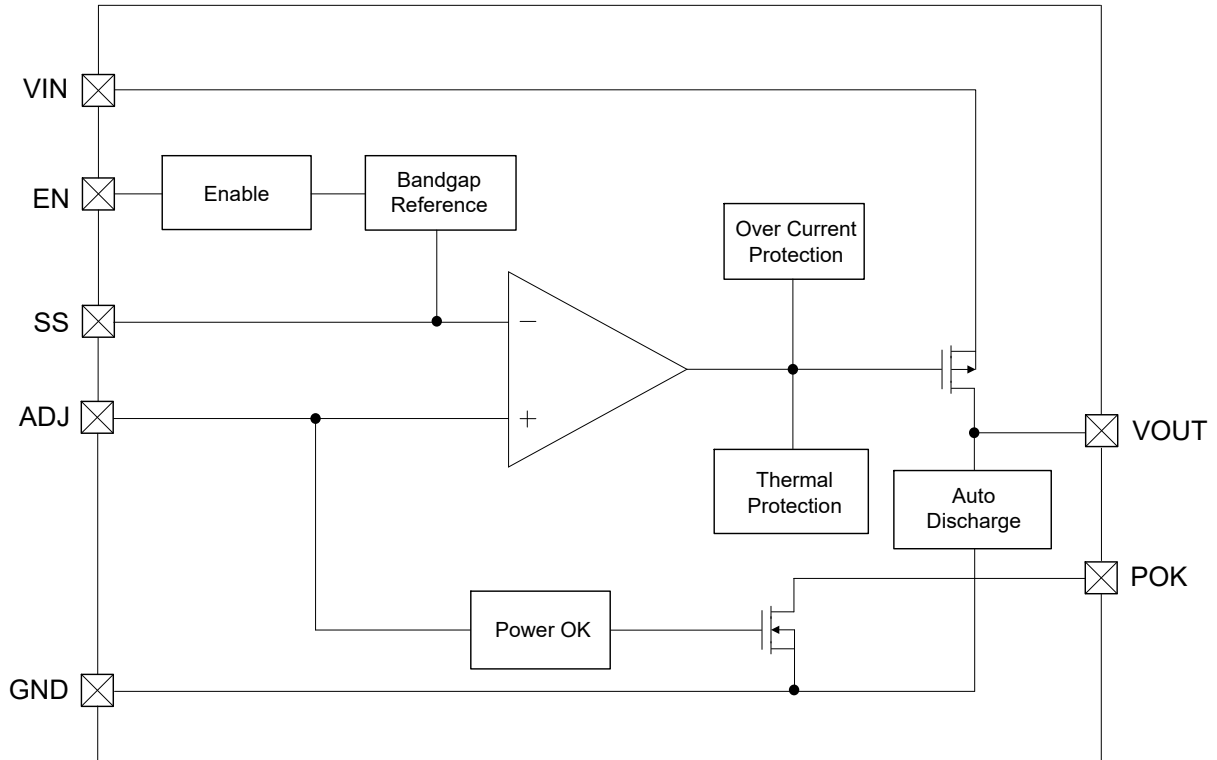 VIN
EN
Enable
Bandgap
Reference
Over Current
Protection
SS
−
ADJ
+
VOUT
Thermal
Protection
Auto
Discharge
POK
Power OK
GND